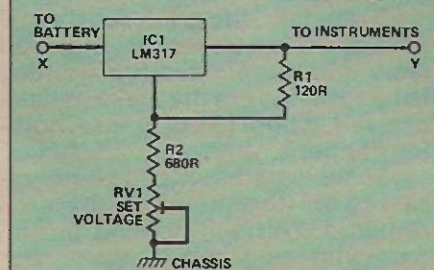 TO
BATTERY
X
IC1
LM317
TO INSTRUMENTS
Y
R1
120R
R2
680R
RV1
SET
VOLTAGE
CHASSIS